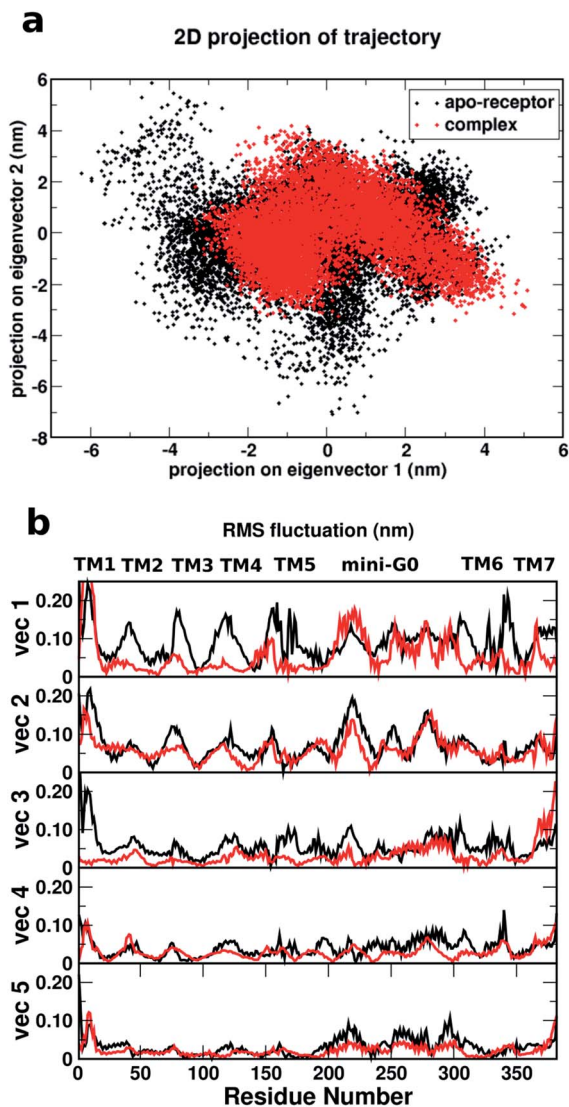 a
2D projection of trajectory
apo-receptor
complex
projection on eigenvector 2 (nm)
6
4
2
0
-2
-4
-6
-8
-6 -4 -2 0 2 4 6
projection on eigenvector 1 (nm)
b
RMS fluctuation (nm)
TM1 TM2 TM3 TM4 TM5 mini-G0 TM6 TM7
vec 1
0.20
0.10
0
vec 2
0.20
0.10
0
vec 3
0.20
0.10
0
vec 4
0.20
0.10
0
vec 5
0.20
0.10
0
0 50 100 150 200 250 300 350
Residue Number